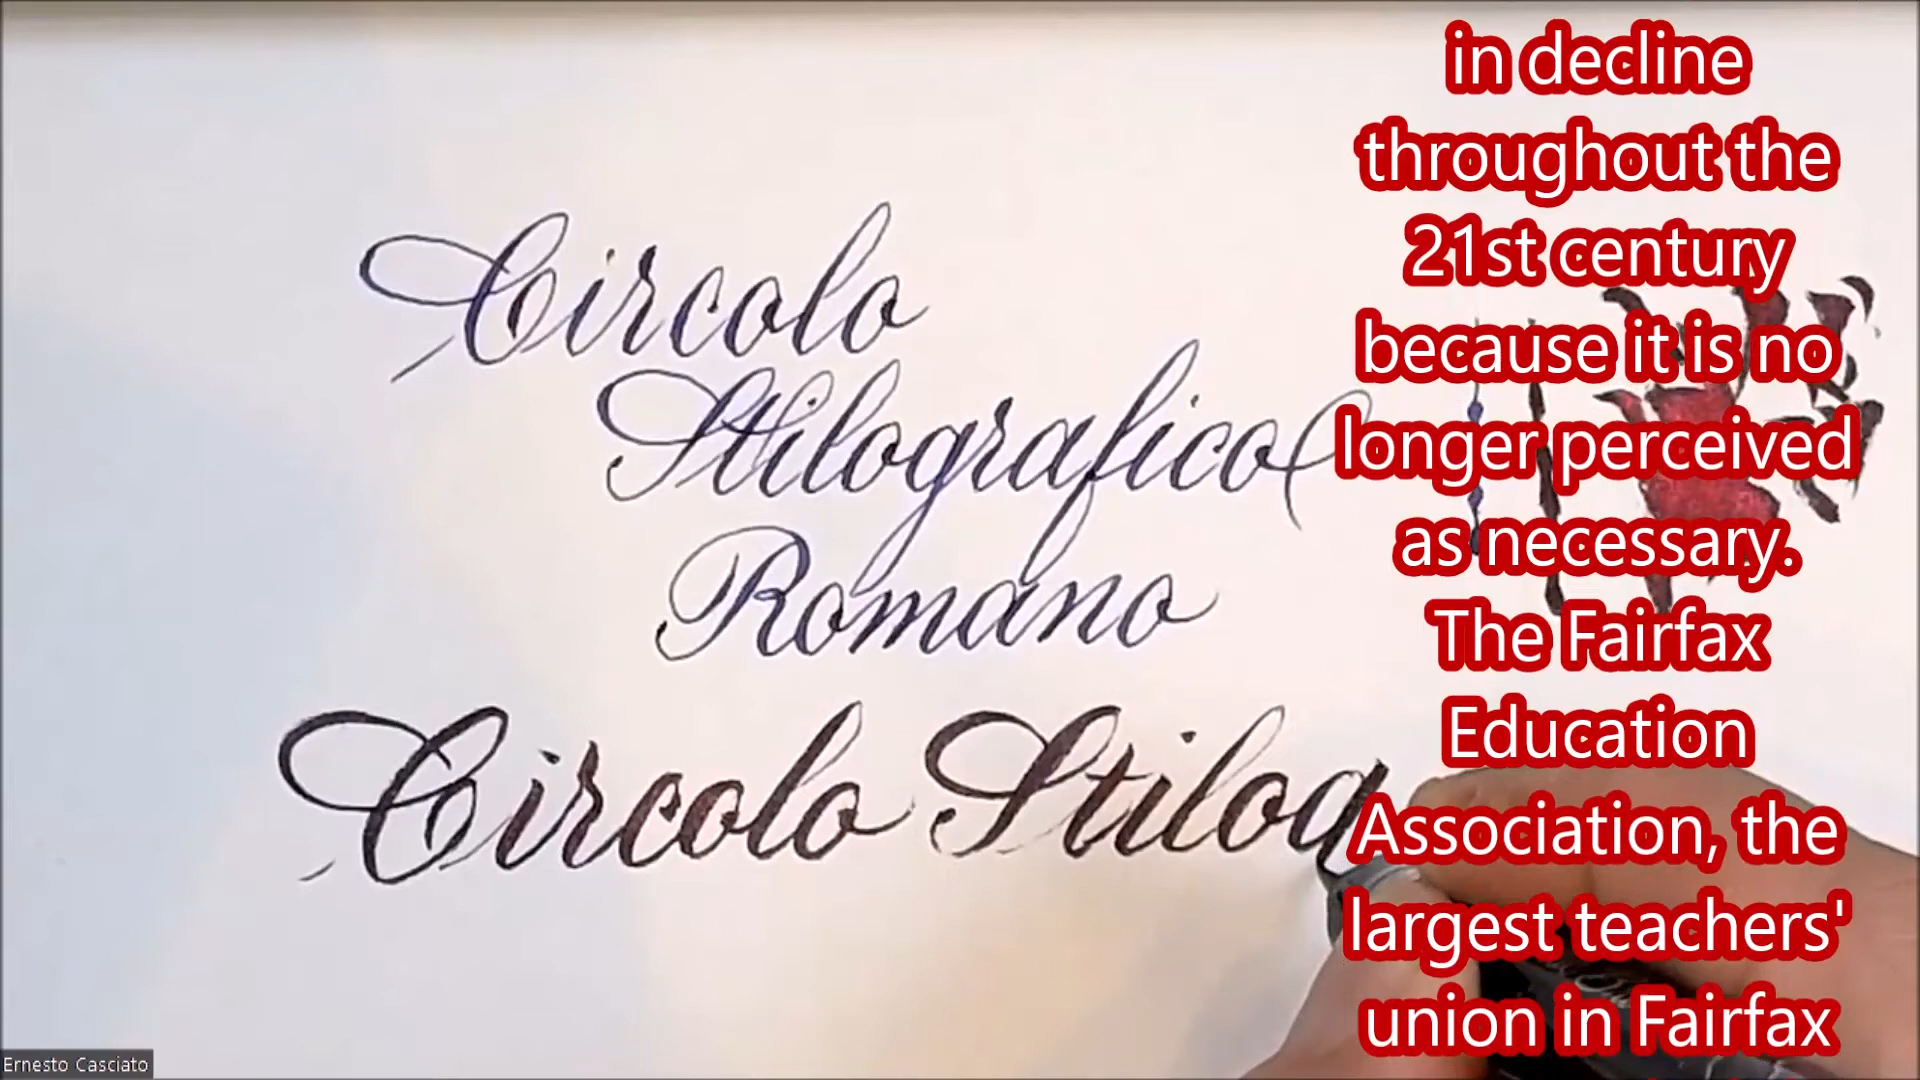 Circolo
Stilografico
Romano
Circolo Stilog
in decline
throughout the
21st century
because it is no
longer perceived
as necessary.
The Fairfax
Education
Association, the
largest teachers'
union in Fairfax
Ernesto Casciato